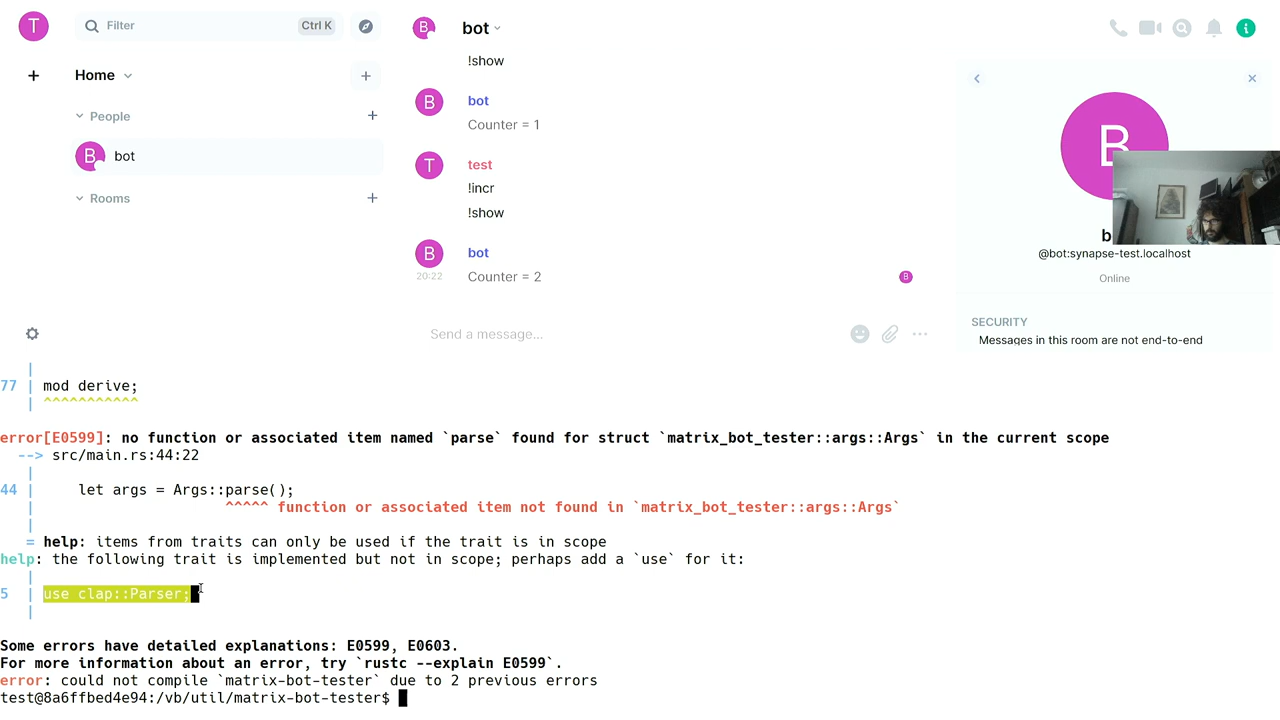 T
Filter
Ctrl K
Home
People
B
bot
Rooms
B
bot
!show
B
bot
Counter = 1
T
test
!incr
!show
B
bot
20:22
Counter = 2
B
Send a message...
B
b
@bot:synapse-test.localhost
Online
SECURITY
Messages in this room are not end-to-end
|
77 | mod derive;
| ^^^^^^^^^^^
error[E0599]: no function or associated item named `parse` found for struct `matrix_bot_tester::args::Args` in the current scope
--> src/main.rs:44:22
|
44 |     let args = Args::parse();
|                      ^^^^^ function or associated item not found in `matrix_bot_tester::args::Args`
|
= help: items from traits can only be used if the trait is in scope
help: the following trait is implemented but not in scope; perhaps add a `use` for it:
|
5 | use clap::Parser;
|
Some errors have detailed explanations: E0599, E0603.
For more information about an error, try `rustc --explain E0599`.
error: could not compile `matrix-bot-tester` due to 2 previous errors
test@8a6ffbed4e94:/vb/util/matrix-bot-tester$